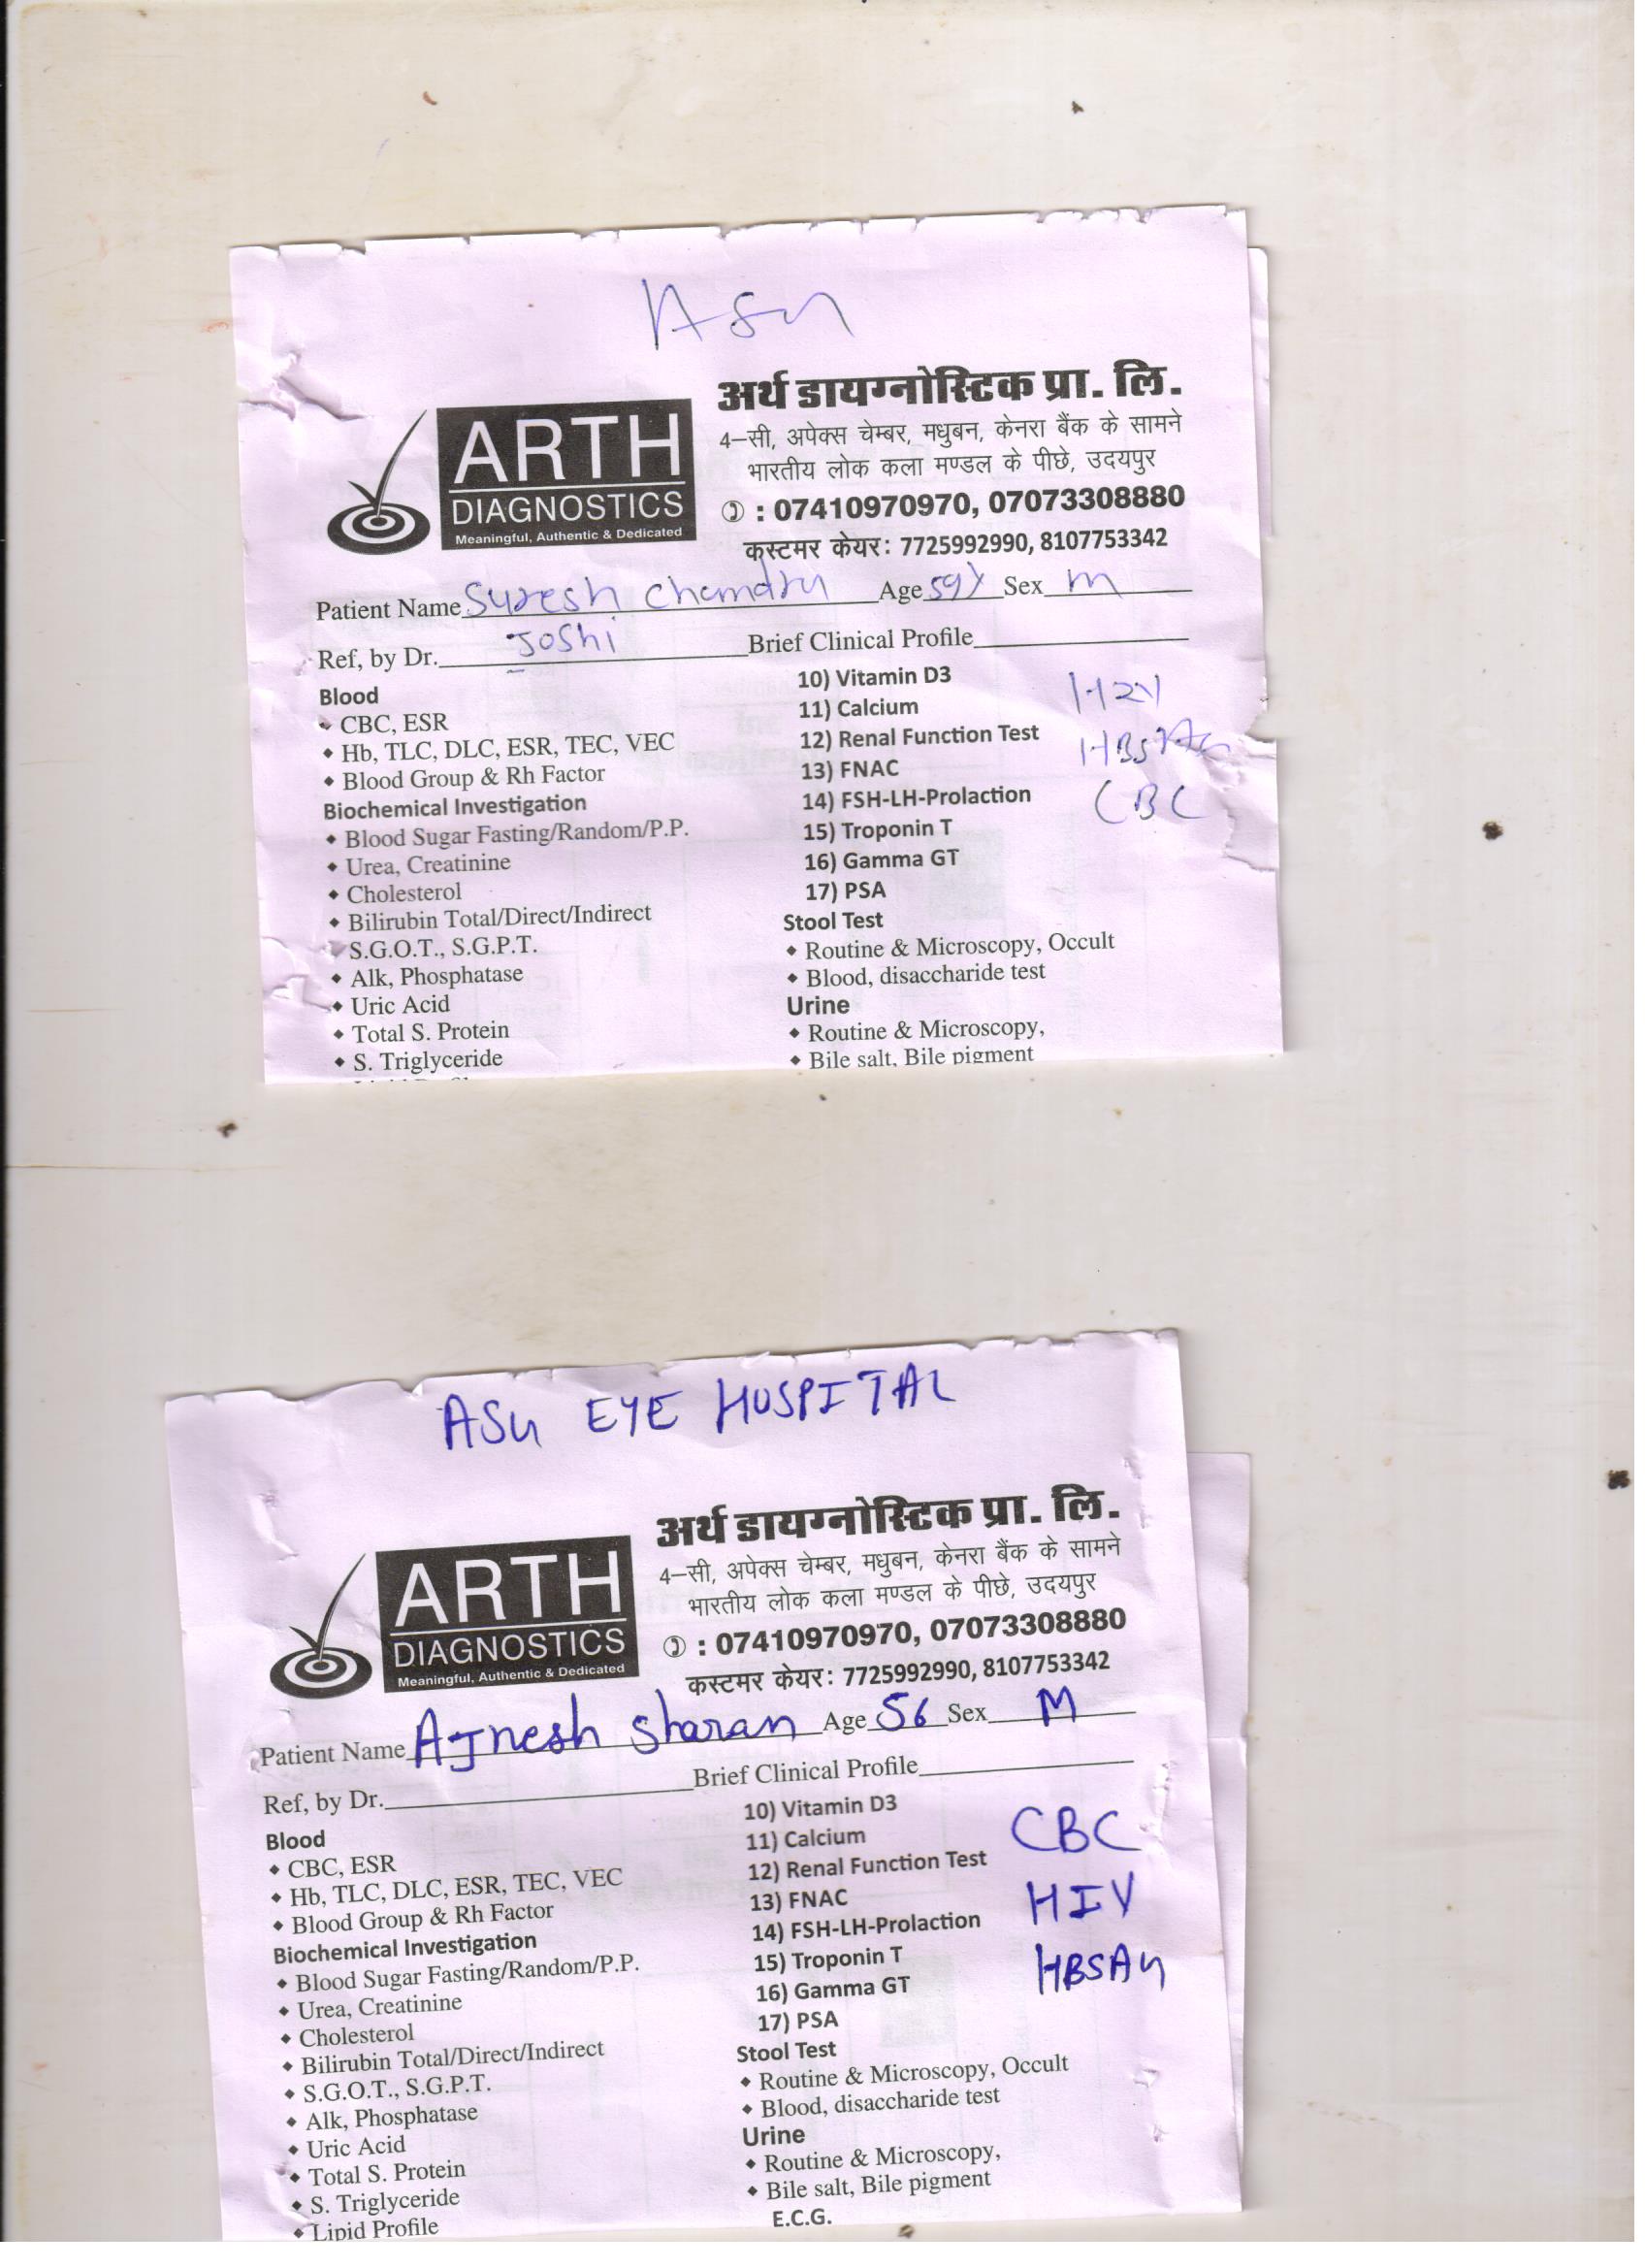 ASG
ARTH
DIAGNOSTICS
Meaningful, Authentic & Dedicated
अर्थ डायग्नोस्टिक प्रा. लि.
4–सी, अपेक्स चेम्बर, मधुबन, केनरा बैंक के सामने
भारतीय लोक कला मण्डल के पीछे, उदयपुर
: 07410970970, 07073308880
कस्टमर केयर: 7725992990, 8107753342
Patient Name Suresh Chandra Age 59Y Sex M
Ref, by Dr. Joshi Brief Clinical Profile
Blood
• CBC, ESR
• Hb, TLC, DLC, ESR, TEC, VEC
• Blood Group & Rh Factor
Biochemical Investigation
• Blood Sugar Fasting/Random/P.P.
• Urea, Creatinine
• Cholesterol
• Bilirubin Total/Direct/Indirect
S.G.O.T., S.G.P.T.
• Alk, Phosphatase
• Uric Acid
• Total S. Protein
• S. Triglyceride
10) Vitamin D3
11) Calcium
12) Renal Function Test
13) FNAC
14) FSH-LH-Prolaction
15) Troponin T
16) Gamma GT
17) PSA
Stool Test
• Routine & Microscopy, Occult
• Blood, disaccharide test
Urine
• Routine & Microscopy,
• Bile salt, Bile pigment
HIV
HBSAG
CBC
ASG EYE HOSPITAL
ARTH
DIAGNOSTICS
Meaningful, Authentic & Dedicated
अर्थ डायग्नोस्टिक प्रा. लि.
4–सी, अपेक्स चेम्बर, मधुबन, केनरा बैंक के सामने
भारतीय लोक कला मण्डल के पीछे, उदयपुर
: 07410970970, 07073308880
कस्टमर केयर: 7725992990, 8107753342
Patient Name AJnesh Sharan Age 56 Sex M
Ref, by Dr. Brief Clinical Profile
Blood
• CBC, ESR
• Hb, TLC, DLC, ESR, TEC, VEC
• Blood Group & Rh Factor
Biochemical Investigation
• Blood Sugar Fasting/Random/P.P.
• Urea, Creatinine
• Cholesterol
• Bilirubin Total/Direct/Indirect
• S.G.O.T., S.G.P.T.
• Alk, Phosphatase
• Uric Acid
• Total S. Protein
• S. Triglyceride
• Lipid Profile
10) Vitamin D3
11) Calcium
12) Renal Function Test
13) FNAC
14) FSH-LH-Prolaction
15) Troponin T
16) Gamma GT
17) PSA
Stool Test
• Routine & Microscopy, Occult
• Blood, disaccharide test
Urine
• Routine & Microscopy,
• Bile salt, Bile pigment
E.C.G.
CBC
HIV
HBSAG